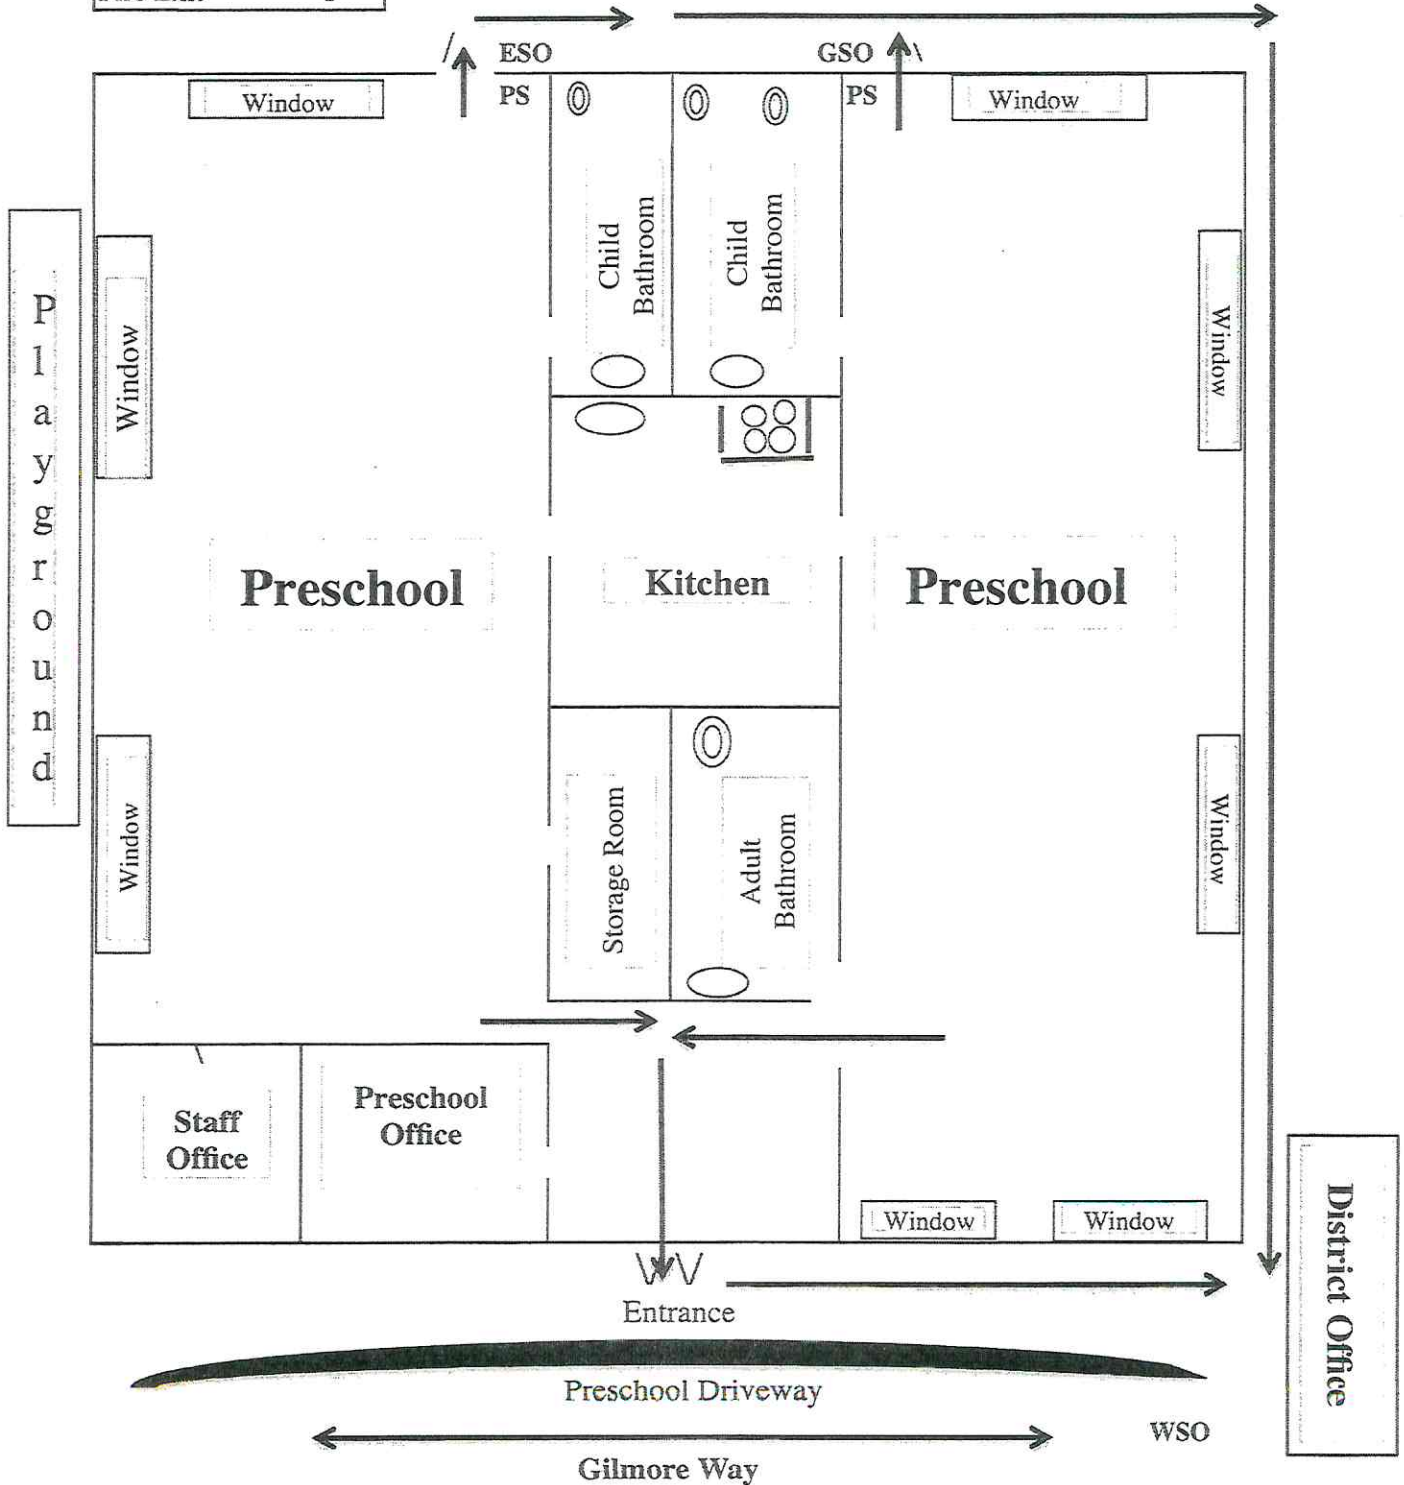 ESO
GSO
Window
PS
PS
Window
Child
Bathroom
Child
Bathroom
Playground
Window
Window
Preschool
Kitchen
Preschool
Window
Storage Room
Adult
Bathroom
Window
Staff
Office
Preschool
Office
Window
Window
District Office
Entrance
Preschool Driveway
WSO
Gilmore Way